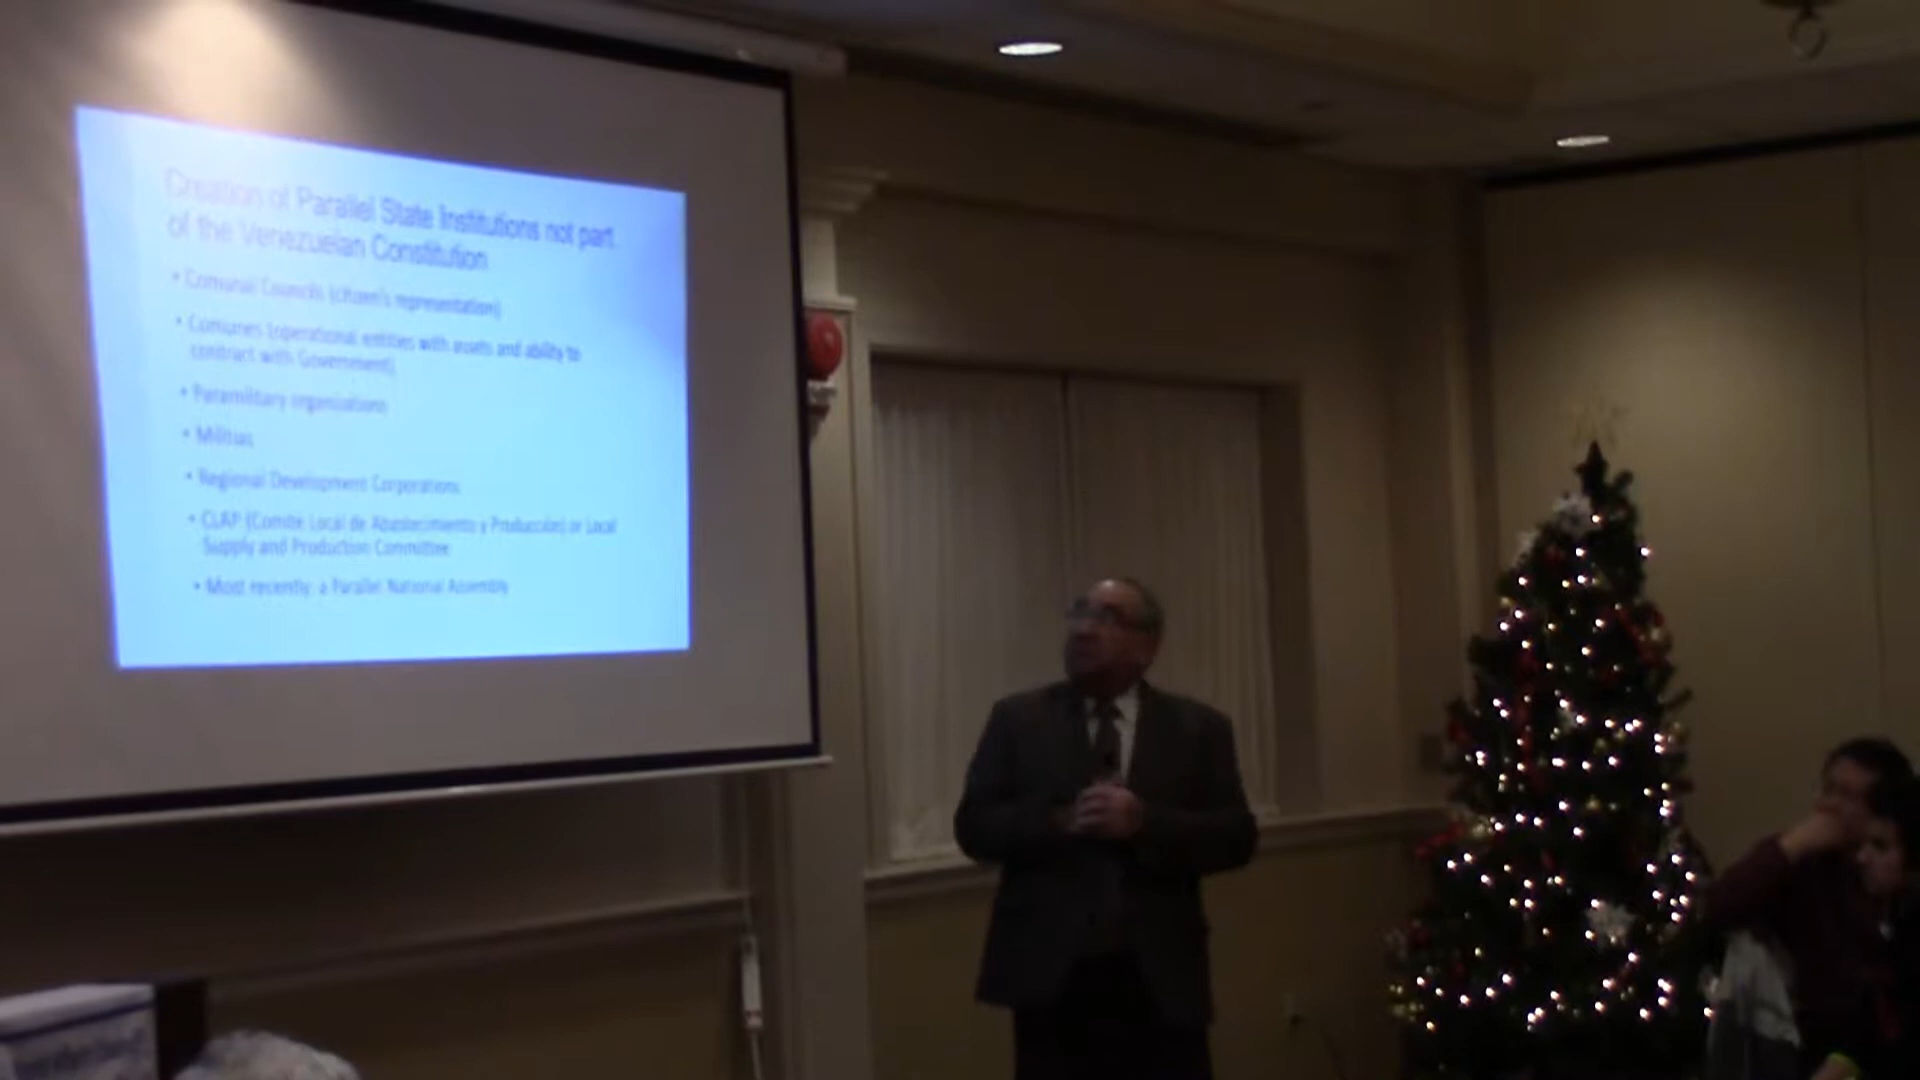 Creation of Parallel State Institutions not part
of the Venezuelan Constitution
• Comunal Councils (citizen's representation)
• Comunes (operational entities with assets and ability to
contract with Government)
• Paramilitary organizations
• Militias
• Regional Development Corporations
• CLAP (Comité Local de Abastecimiento y Producción) or Local
Supply and Production Committee
• Most recently: a Parallel National Assembly